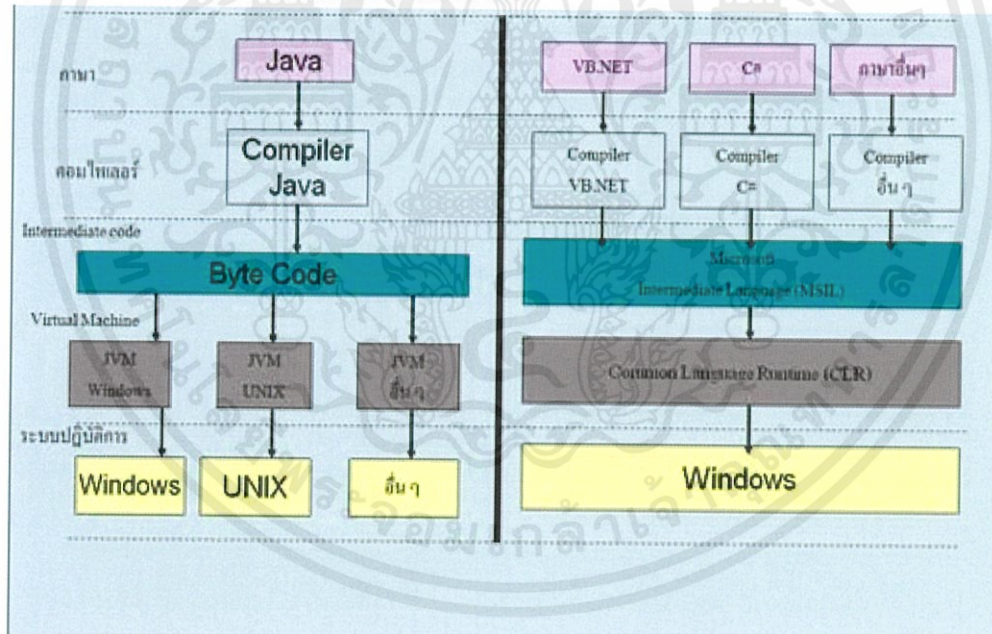 ภาษา
Java
VB.NET
C#
ภาษาอื่นๆ
คอมไพเลอร์
Compiler
Java
Compiler
VB.NET
Compiler
C#
Compiler
อื่น ๆ
Intermediate code
Byte Code
Microsoft
Intermediate Language (MSIL)
Virtual Machine
JVM
Windows
JVM
UNIX
JVM
อื่น ๆ
Common Language Runtime (CLR)
ระบบปฏิบัติการ
Windows
UNIX
อื่น ๆ
Windows